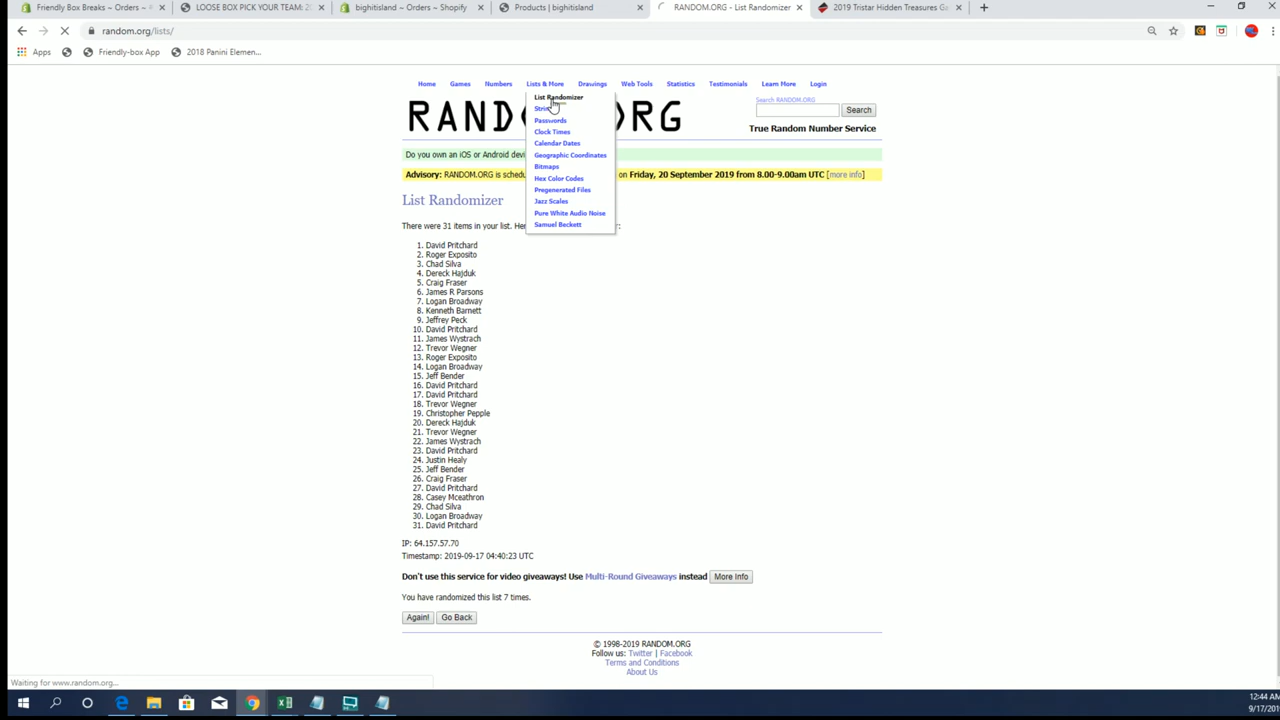 Friendly Box Breaks ~ Orders ~
LOOSE BOX PICK YOUR TEAM: 20
bighitisland ~ Orders ~ Shopify
Products | bighitisland
RANDOM.ORG - List Randomizer
2019 Tristar Hidden Treasures Ga
random.org/lists/
Apps
Friendly-box App
2018 Panini Elemen...
Home
Games
Numbers
Lists & More
Drawings
Web Tools
Statistics
Testimonials
Learn More
Login
List Randomizer
Passwords
Clock Times
Calendar Dates
Geographic Coordinates
Bitmaps
Hex Color Codes
Pregenerated Files
Jazz Scales
Pure White Audio Noise
Samuel Beckett
Search RANDOM.ORG
Search
True Random Number Service
Do you own an iOS or Android
Advisory: RANDOM.ORG is on Friday, 20 September 2019 from 8.00-9.00am UTC [more info]
List Randomizer
There were 31 items in your list.
1. David Pritchard
2. Roger Exposito
3. Chad Silva
4. Dereck Hajduk
5. Craig Fraser
6. James R Parsons
7. Logan Broadway
8. Kenneth Barnett
9. Jeffrey Peck
10. David Pritchard
11. James Wystrach
12. Trevor Wegner
13. Roger Exposito
14. Logan Broadway
15. Jeff Bender
16. David Pritchard
17. David Pritchard
18. Trevor Wegner
19. Christopher Pepple
20. Dereck Hajduk
21. Trevor Wegner
22. James Wystrach
23. David Pritchard
24. Justin Healy
25. Jeff Bender
26. Craig Fraser
27. David Pritchard
28. Casey Mceathron
29. Chad Silva
30. Logan Broadway
31. David Pritchard
IP: 64.157.57.70
Timestamp: 2019-09-17 04:40:23 UTC
Don't use this service for video giveaways! Use Multi-Round Giveaways instead More Info
You have randomized this list 7 times.
Again! Go Back
© 1998-2019 RANDOM.ORG
Follow us: Twitter | Facebook
Terms and Conditions
About Us
Waiting for www.random.org...
12:44 AM
9/17/201